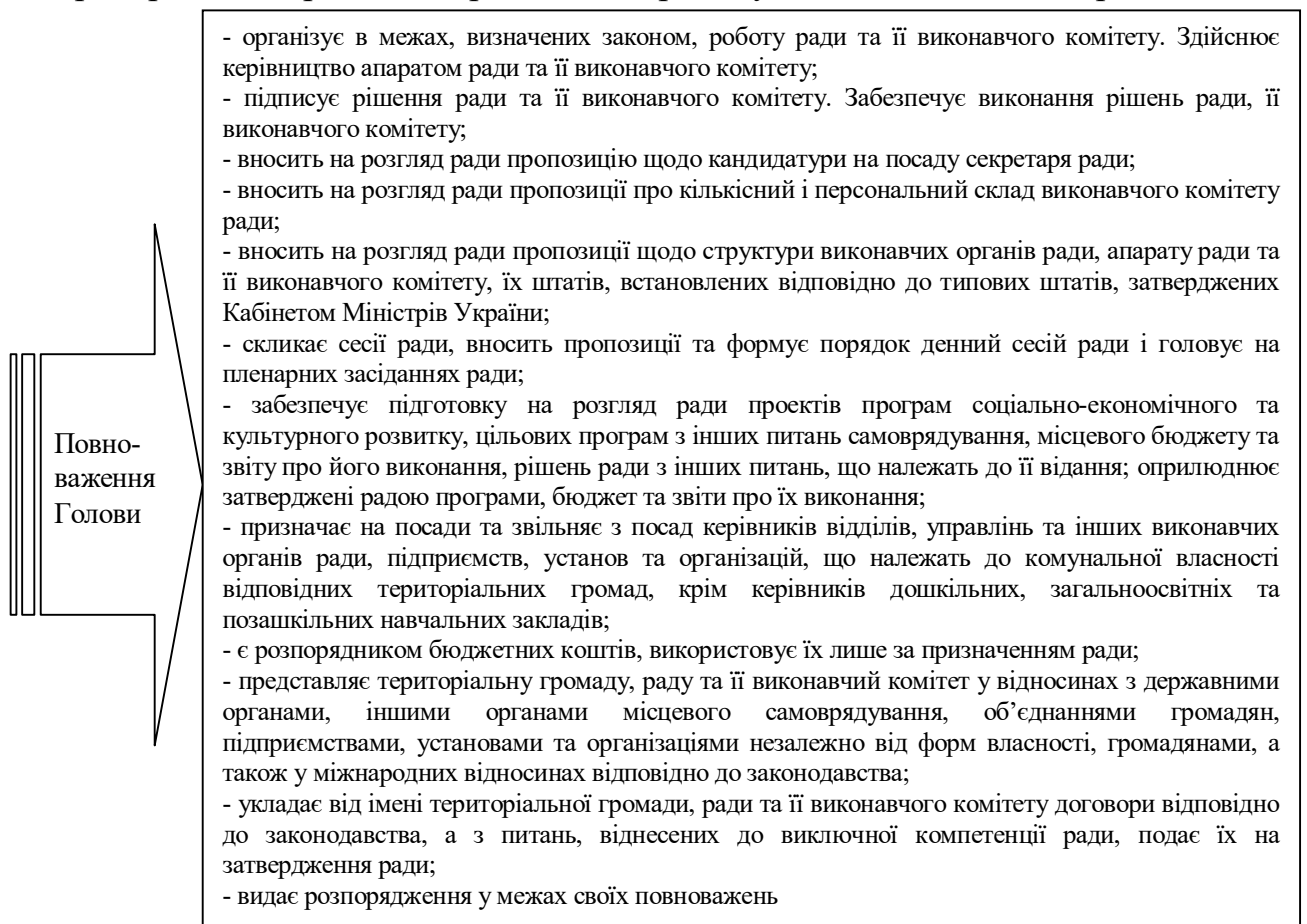 Повно-
важення
Голови
- організує в межах, визначених законом, роботу ради та її виконавчого комітету. Здійснює
керівництво апаратом ради та її виконавчого комітету;
- підписує рішення ради та її виконавчого комітету. Забезпечує виконання рішень ради, її
виконавчого комітету;
- вносить на розгляд ради пропозицію щодо кандидатури на посаду секретаря ради;
- вносить на розгляд ради пропозиції про кількісний і персональний склад виконавчого комітету
ради;
- вносить на розгляд ради пропозиції щодо структури виконавчих органів ради, апарату ради та
її виконавчого комітету, їх штатів, встановлених відповідно до типових штатів, затверджених
Кабінетом Міністрів України;
- скликає сесії ради, вносить пропозиції та формує порядок денний сесій ради і головує на
пленарних засіданнях ради;
- забезпечує підготовку на розгляд ради проектів програм соціально-економічного та
культурного розвитку, цільових програм з інших питань самоврядування, місцевого бюджету та
звіту про його виконання, рішень ради з інших питань, що належать до її відання; оприлюднює
затверджені радою програми, бюджет та звіти про їх виконання;
- призначає на посади та звільняє з посад керівників відділів, управлінь та інших виконавчих
органів ради, підприємств, установ та організацій, що належать до комунальної власності
відповідних територіальних громад, крім керівників дошкільних, загальноосвітніх та
позашкільних навчальних закладів;
- є розпорядником бюджетних коштів, використовує їх лише за призначенням ради;
- представляє територіальну громаду, раду та її виконавчий комітет у відносинах з державними
органами, іншими органами місцевого самоврядування, об’єднаннями громадян,
підприємствами, установами та організаціями незалежно від форм власності, громадянами, а
також у міжнародних відносинах відповідно до законодавства;
- укладає від імені територіальної громади, ради та її виконавчого комітету договори відповідно
до законодавства, а з питань, віднесених до виключної компетенції ради, подає їх на
затвердження ради;
- видає розпорядження у межах своїх повноважень